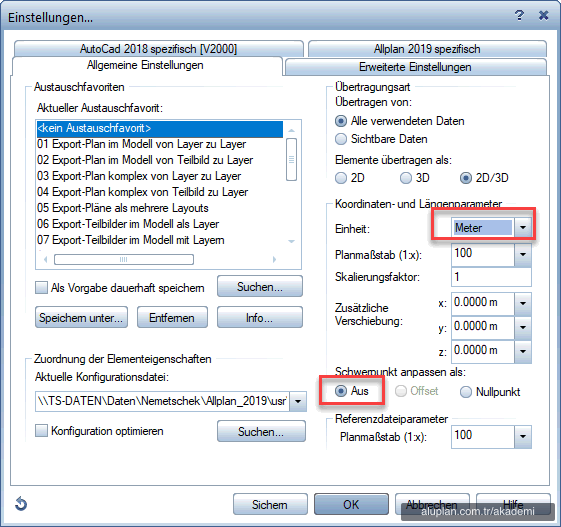 Einstellungen...
AutoCad 2018 spezifisch [V2000]
Allplan 2019 spezifisch
Allgemeine Einstellungen
Erweiterte Einstellungen
Austauschfavoriten
Aktueller Austauschfavorit:
<kein Austauschfavorit>
01 Export-Plan im Modell von Layer zu Layer
02 Export-Plan im Modell von Teilbild zu Layer
03 Export-Plan komplex von Layer zu Layer
04 Export-Plan komplex von Teilbild zu Layer
05 Export-Pläne als mehrere Layouts
06 Export-Teilbilder im Modell als Layer
07 Export-Teilbilder im Modell mit Layern
Als Vorgabe dauerhaft speichern
Suchen...
Speichern unter...
Entfernen
Info...
Zuordnung der Elementeigenschaften
Aktuelle Konfigurationsdatei:
\\TS-DATEN\Daten\Nemetschek\Allplan_2019\usr\
Konfiguration optimieren
Suchen...
Übertragungsart
Übertragen von:
Alle verwendeten Daten
Sichtbare Daten
Elemente übertragen als:
2D
3D
2D/3D
Koordinaten- und Längenparameter
Einheit:
Meter
Planmaßstab (1:x):
100
Skalierungsfaktor:
1
Zusätzliche
Verschiebung:
x:
0.0000 m
y:
0.0000 m
z:
0.0000 m
Schwerpunkt anpassen als:
Aus
Offset
Nullpunkt
Referenzdateiparameter
Planmaßstab (1:x):
100
Sichern
OK
Abbrechen
Hilfe
aluplan.com.tr/akademi